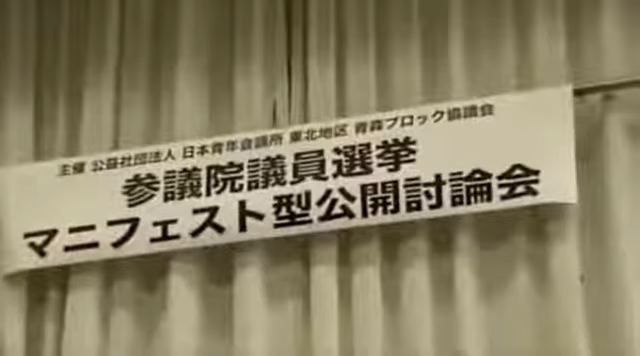 主催 公益社団法人 日本青年会議所 東北地区 青森ブロック協議会
参議院議員選挙
マニフェスト型公開討論会